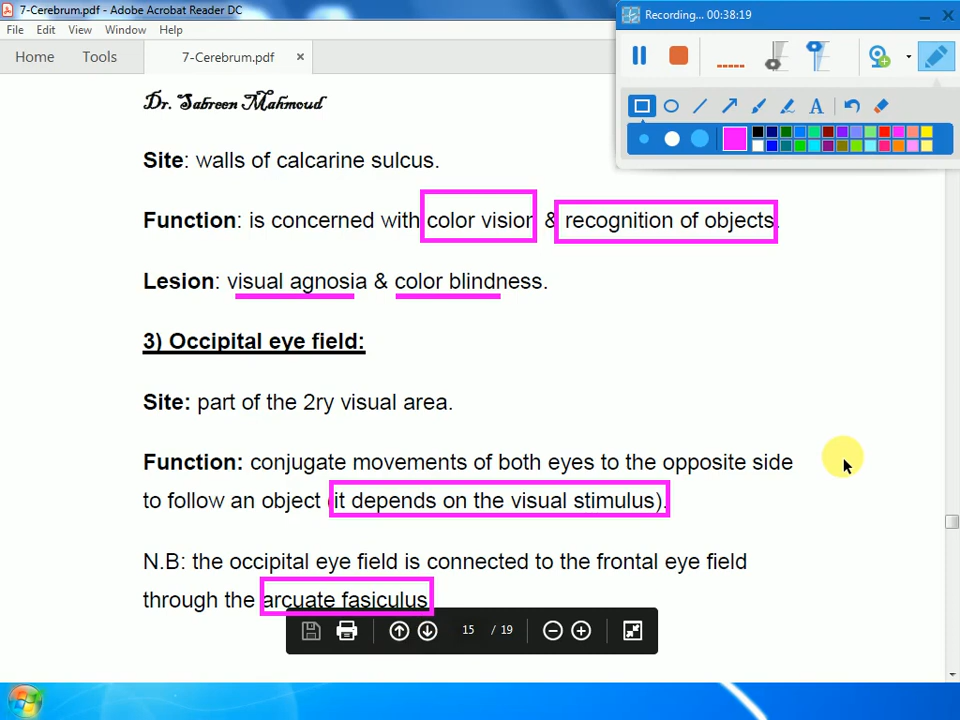 7-Cerebrum.pdf - Adobe Acrobat Reader DC
Recording... 00:38:19
File Edit View Window Help
Home Tools 7-Cerebrum.pdf ×
A
Dr. Sabreen Mahmoud
Site: walls of calcarine sulcus.
Function: is concerned with color vision & recognition of objects.
Lesion: visual agnosia & color blindness.
3) Occipital eye field:
Site: part of the 2ry visual area.
Function: conjugate movements of both eyes to the opposite side
to follow an object (it depends on the visual stimulus).
N.B: the occipital eye field is connected to the frontal eye field
through the arcuate fasiculus
15 / 19